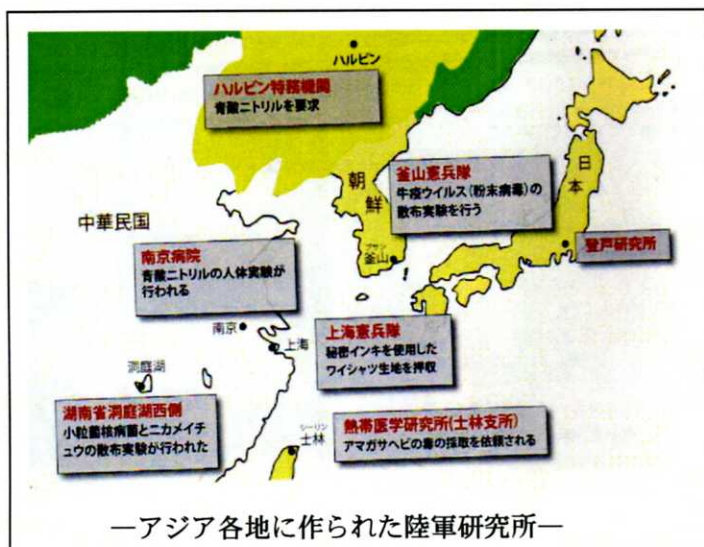 ハルビン
ハルビン特務機関
青酸ニトリルを要求
朝鮮
日本
釜山憲兵隊
牛疫ウイルス(粉末病毒)の
散布実験を行う
中華民国
プサン
釜山
登戸研究所
南京病院
青酸ニトリルの人体実験が
行われる
南京
上海
上海憲兵隊
秘密インキを使用した
ワイシャツ生地を押収
洞庭湖
湖南省洞庭湖西側
小粒菌核病菌とニカメイチ
ュウの散布実験が行われた
シーリン
士林
熱帯医学研究所(士林支所)
アマガサヘビの毒の採取を依頼される
―アジア各地に作られた陸軍研究所―